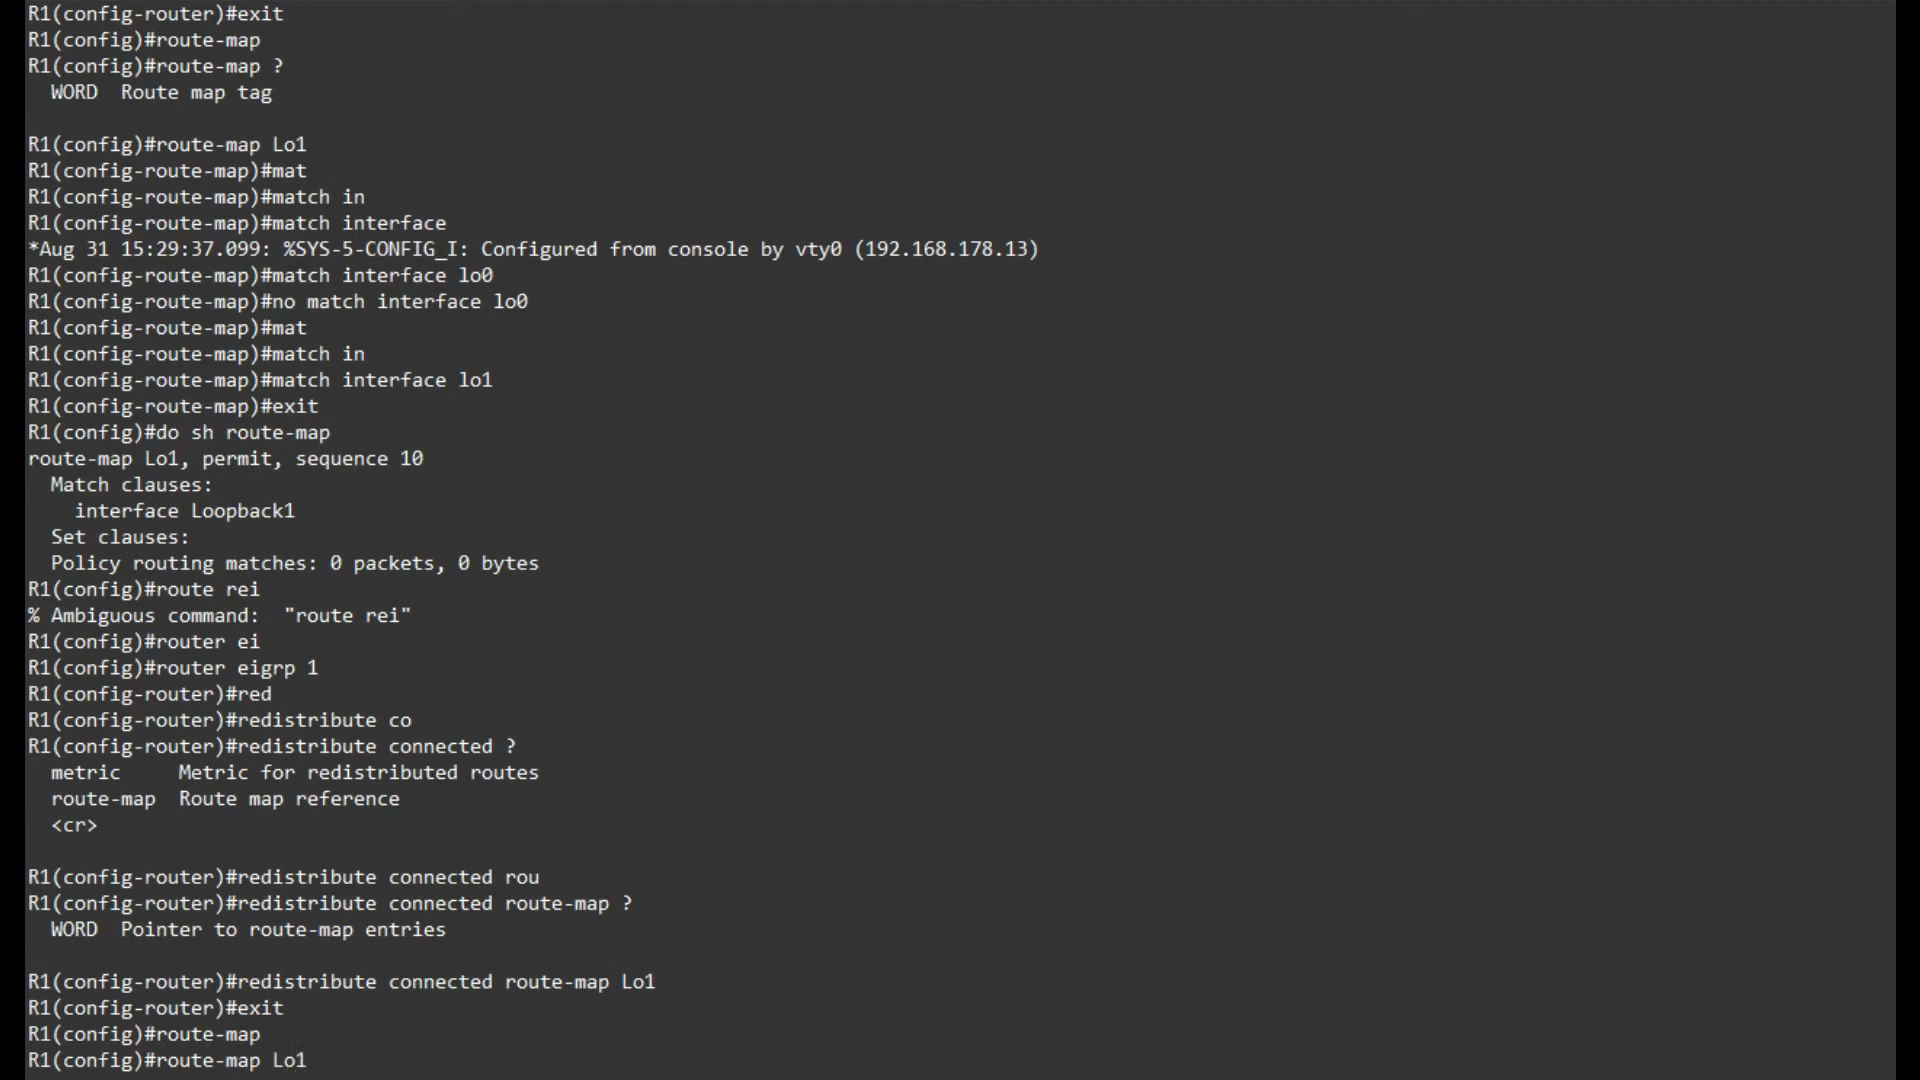 R1(config-router)#exit
R1(config)#route-map
R1(config)#route-map ?
  WORD  Route map tag

R1(config)#route-map Lo1
R1(config-route-map)#mat
R1(config-route-map)#match in
R1(config-route-map)#match interface
*Aug 31 15:29:37.099: %SYS-5-CONFIG_I: Configured from console by vty0 (192.168.178.13)
R1(config-route-map)#match interface lo0
R1(config-route-map)#no match interface lo0
R1(config-route-map)#mat
R1(config-route-map)#match in
R1(config-route-map)#match interface lo1
R1(config-route-map)#exit
R1(config)#do sh route-map
route-map Lo1, permit, sequence 10
  Match clauses:
    interface Loopback1
  Set clauses:
  Policy routing matches: 0 packets, 0 bytes
R1(config)#route rei
% Ambiguous command:  "route rei"
R1(config)#router ei
R1(config)#router eigrp 1
R1(config-router)#red
R1(config-router)#redistribute co
R1(config-router)#redistribute connected ?
  metric     Metric for redistributed routes
  route-map  Route map reference
  <cr>

R1(config-router)#redistribute connected rou
R1(config-router)#redistribute connected route-map ?
  WORD  Pointer to route-map entries

R1(config-router)#redistribute connected route-map Lo1
R1(config-router)#exit
R1(config)#route-map
R1(config)#route-map Lo1